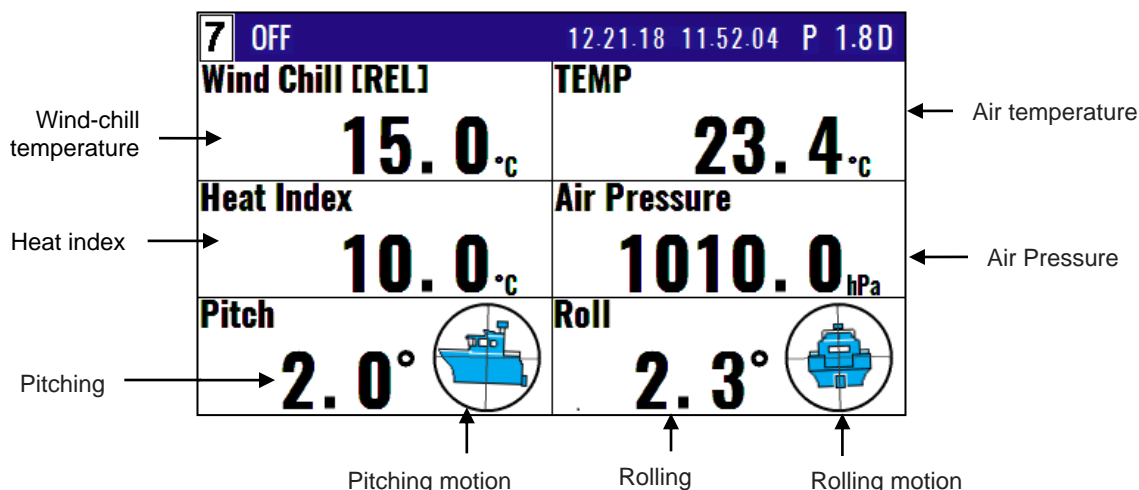 7 OFF 12.21.18 11.52.04 P 1.8D
Wind Chill [REL]
TEMP
Wind-chill
temperature
15.0°C
23.4°C
Air temperature
Heat Index
Air Pressure
Heat index
10.0°C
1010.0hPa
Air Pressure
Pitch
Roll
Pitching
2.0°
2.3°
Pitching motion
Rolling
Rolling motion